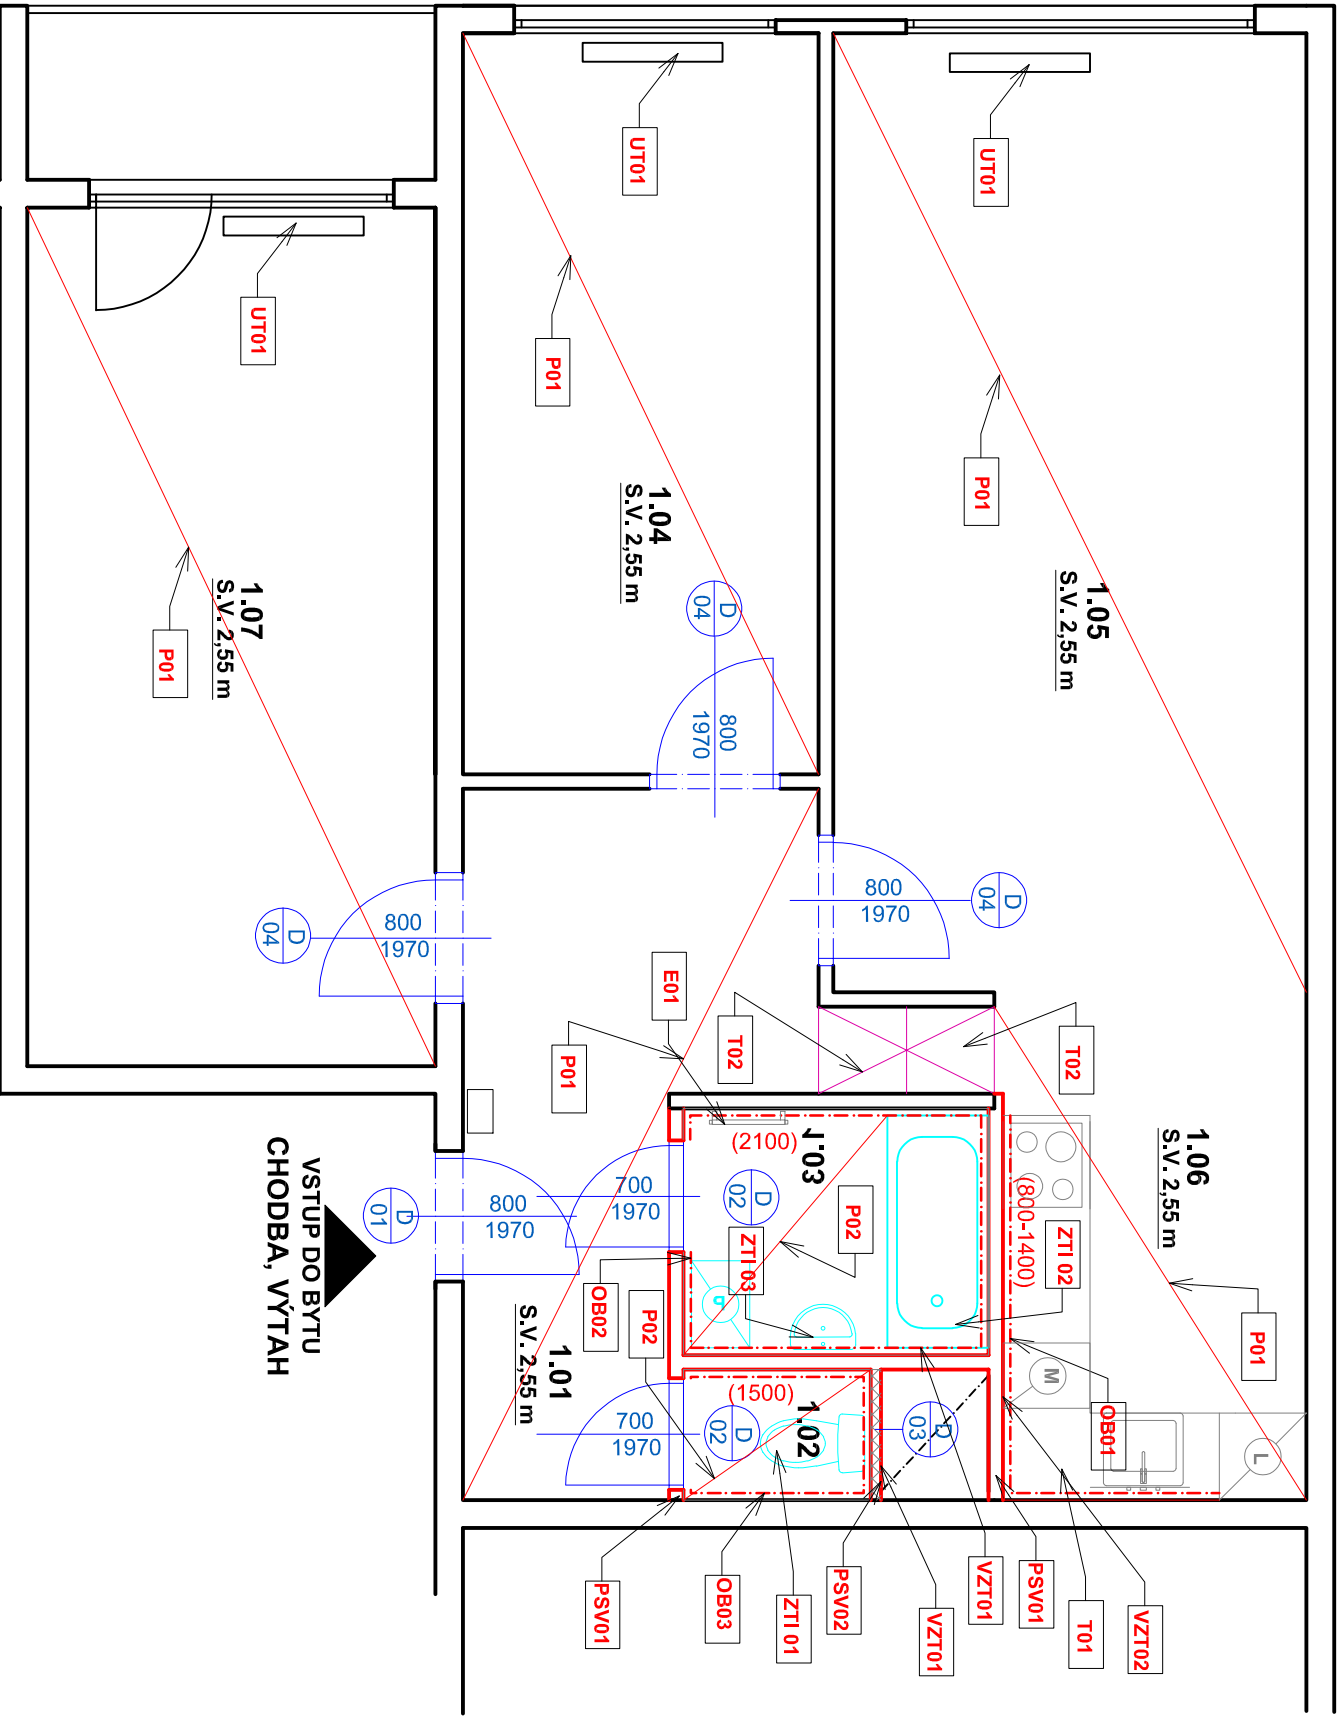 UT01
UT01
UT01
P01
P01
P01
1.04
S.V. 2,55 m
1.05
S.V. 2,55 m
1.07
S.V. 2,55 m
D
04
800
1970
D
04
800
1970
D
04
800
1970
E01
P01
T02
T02
1.06
S.V. 2,55 m
P01
VSTUP DO BYTU
CHODBA, VÝTAH
D
01
800
1970
700
1970
D
02
(2100)
1.03
P02
ZTI 03
ZTI 02
(800-1400)
OB02
P02
1.01
S.V. 2,55 m
700
1970
D
02
(1500)
1.02
D
03
M
OB01
L
PSV01
OB03
ZTI 01
PSV02
VZT01
VZT01
PSV01
T01
VZT02